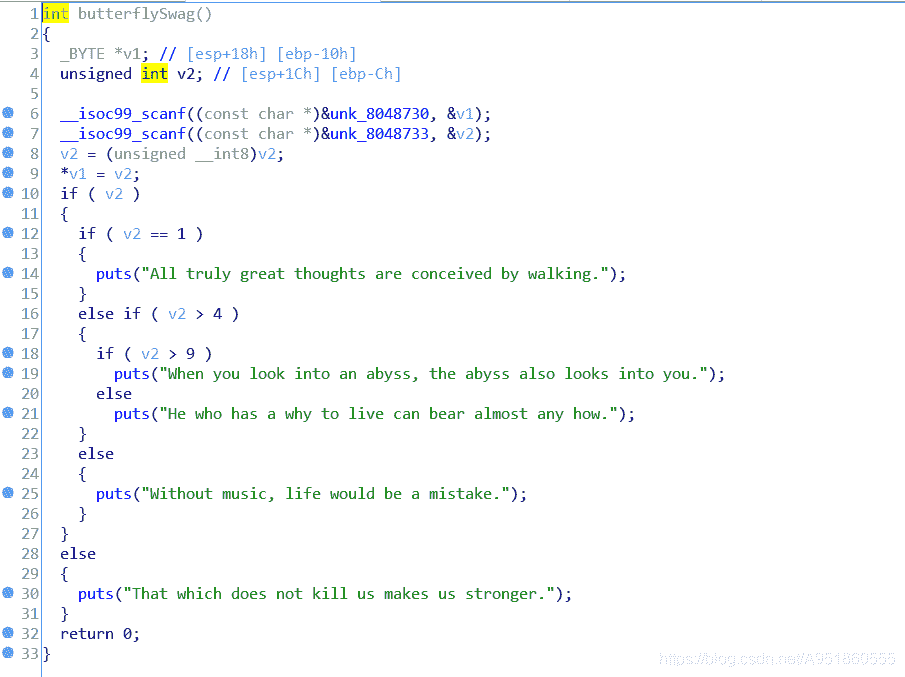 1 int butterflySwag()
2 {
3   _BYTE *v1; // [esp+18h] [ebp-10h]
4   unsigned int v2; // [esp+1Ch] [ebp-Ch]
5
6   __isoc99_scanf((const char *)&unk_8048730, &v1);
7   __isoc99_scanf((const char *)&unk_8048733, &v2);
8   v2 = (unsigned __int8)v2;
9   *v1 = v2;
10   if ( v2 )
11   {
12     if ( v2 == 1 )
13     {
14       puts("All truly great thoughts are conceived by walking.");
15     }
16     else if ( v2 > 4 )
17     {
18       if ( v2 > 9 )
19         puts("When you look into an abyss, the abyss also looks into you.");
20       else
21         puts("He who has a why to live can bear almost any how.");
22     }
23     else
24     {
25       puts("Without music, life would be a mistake.");
26     }
27   }
28   else
29   {
30     puts("That which does not kill us makes us stronger.");
31   }
32   return 0;
33 }